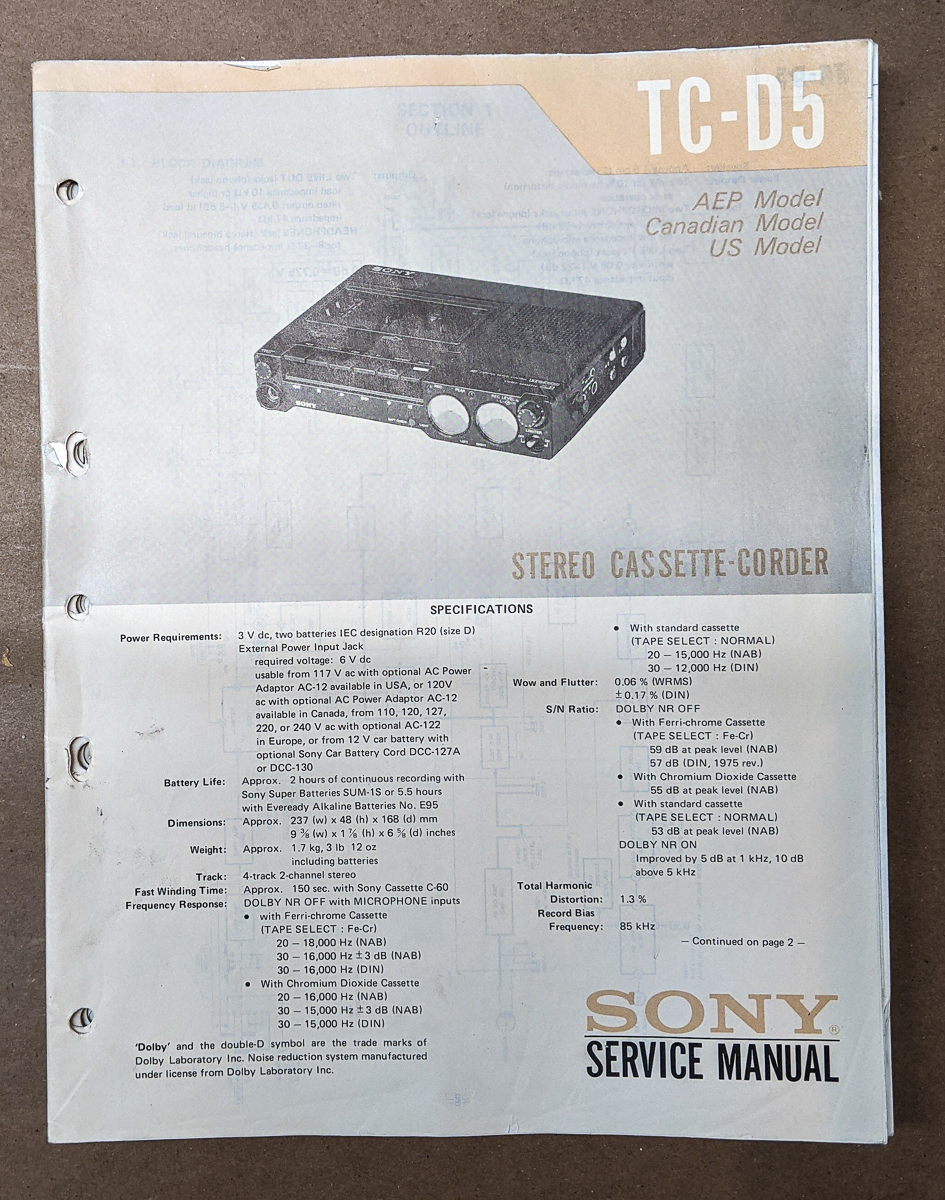 TC-D5
AEP Model
Canadian Model
US Model
SONY
SONY
STEREO CASSETTE-CORDER
SPECIFICATIONS
Power Requirements: 3 V dc, two batteries IEC designation R20 (size D)
External Power Input Jack
required voltage: 6 V dc
usable from 117 V ac with optional AC Power
Adaptor AC-12 available in USA, or 120V
ac with optional AC Power Adaptor AC-12
available in Canada, from 110, 120, 127,
220, or 240 V ac with optional AC-122
in Europe, or from 12 V car battery with
optional Sony Car Battery Cord DCC-127A
or DCC-130
Battery Life: Approx. 2 hours of continuous recording with
Sony Super Batteries SUM-1S or 5.5 hours
with Eveready Alkaline Batteries No. E95
Dimensions: Approx. 237 (w) x 48 (h) x 168 (d) mm
9 3/8 (w) x 1 7/8 (h) x 6 5/8 (d) inches
Weight: Approx. 1.7 kg, 3 lb 12 oz
including batteries
Track: 4-track 2-channel stereo
Fast Winding Time: Approx. 150 sec. with Sony Cassette C-60
Frequency Response: DOLBY NR OFF with MICROPHONE inputs
• with Ferri-chrome Cassette
(TAPE SELECT : Fe-Cr)
20 – 18,000 Hz (NAB)
30 – 16,000 Hz ±3 dB (NAB)
30 – 16,000 Hz (DIN)
• With Chromium Dioxide Cassette
20 – 16,000 Hz (NAB)
30 – 15,000 Hz ±3 dB (NAB)
30 – 15,000 Hz (DIN)
'Dolby' and the double-D symbol are the trade marks of
Dolby Laboratory Inc. Noise reduction system manufactured
under license from Dolby Laboratory Inc.
• With standard cassette
(TAPE SELECT : NORMAL)
20 – 15,000 Hz (NAB)
30 – 12,000 Hz (DIN)
Wow and Flutter: 0.06 % (WRMS)
±0.17 % (DIN)
S/N Ratio: DOLBY NR OFF
• With Ferri-chrome Cassette
(TAPE SELECT : Fe-Cr)
59 dB at peak level (NAB)
57 dB (DIN, 1975 rev.)
• With Chromium Dioxide Cassette
55 dB at peak level (NAB)
• With standard cassette
(TAPE SELECT : NORMAL)
53 dB at peak level (NAB)
DOLBY NR ON
Improved by 5 dB at 1 kHz, 10 dB
above 5 kHz
Total Harmonic
Distortion: 1.3 %
Record Bias
Frequency: 85 kHz
– Continued on page 2 –
SONY®
SERVICE MANUAL